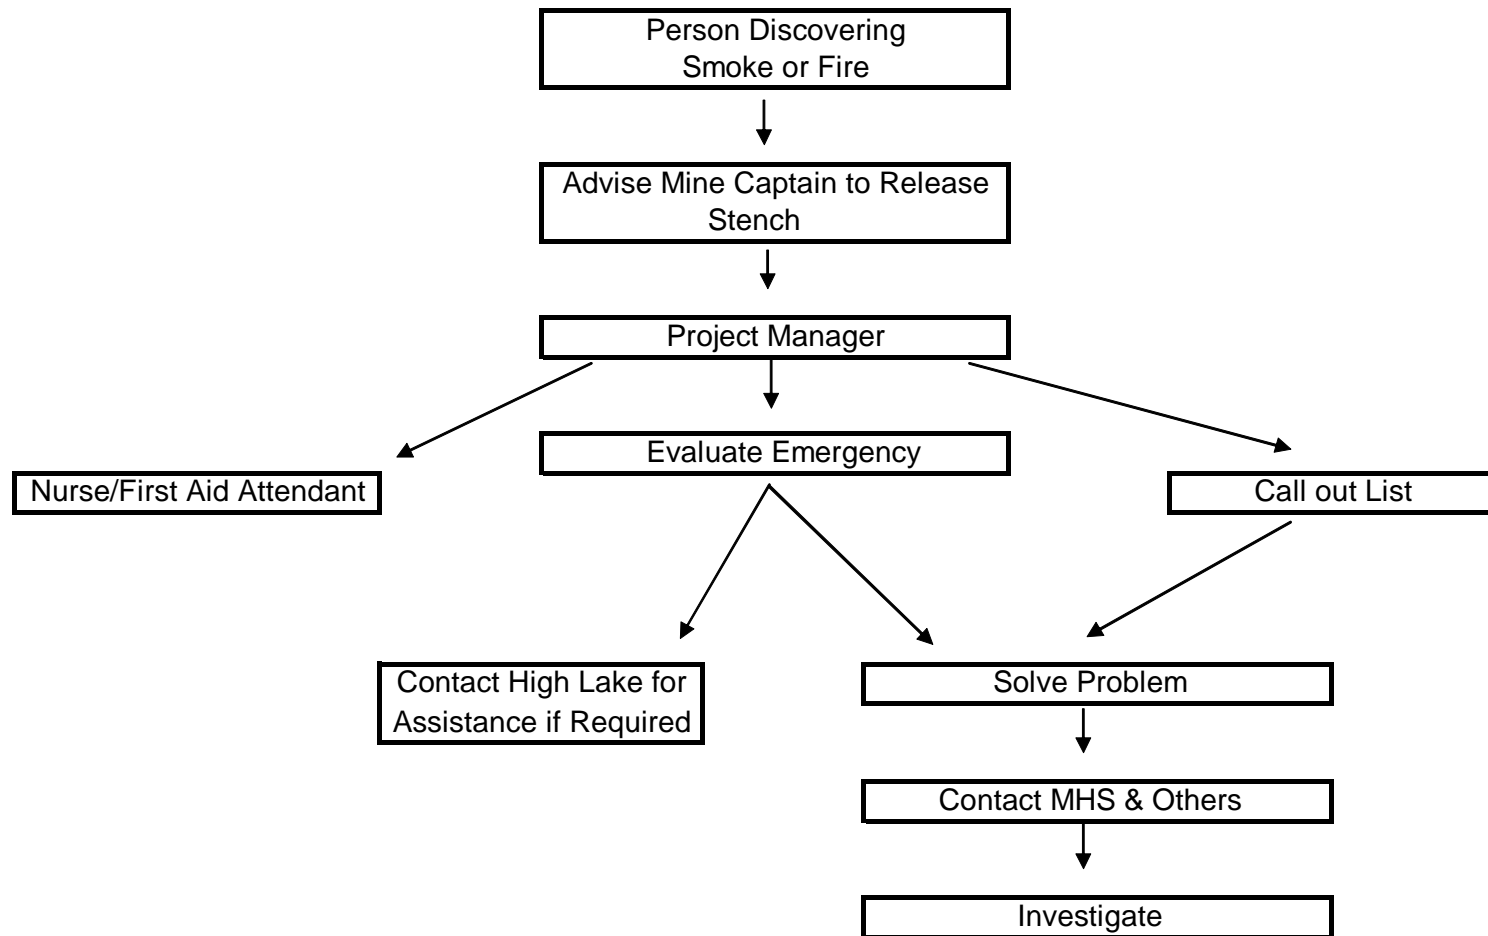 Person Discovering
Smoke or Fire
Advise Mine Captain to Release
Stench
Project Manager
Evaluate Emergency
Nurse/First Aid Attendant
Call out List
Contact High Lake for
Assistance if Required
Solve Problem
Contact MHS & Others
Investigate